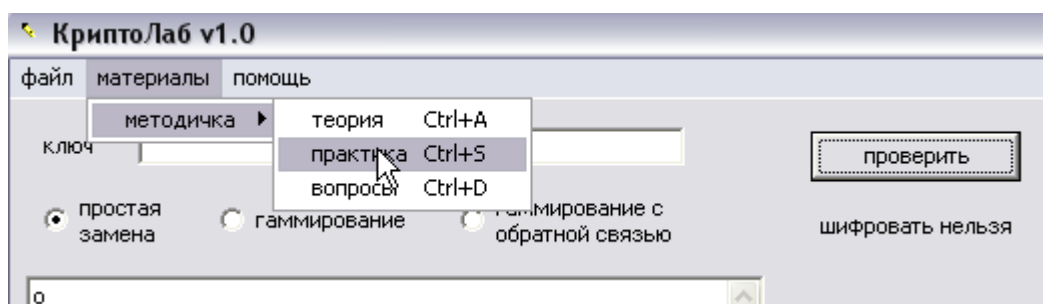 КриптоЛаб v1.0
файл материалы помощь
методичка
теория Ctrl+A
практика Ctrl+S
вопросы Ctrl+D
ключ
проверить
простая
замена
гаммирование
гаммирование с
обратной связью
шифровать нельзя
о